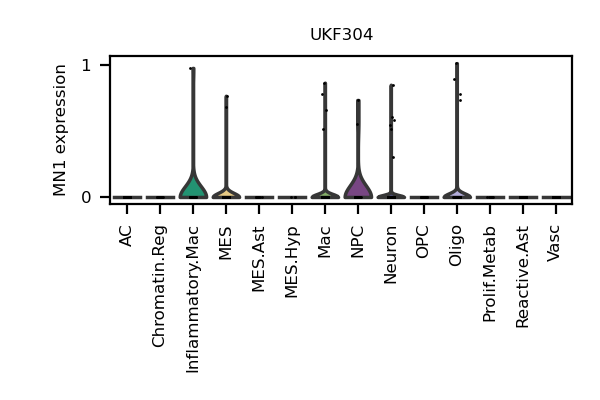 UKF304
MN1 expression
1
0
AC
Chromatin.Reg
Inflammatory.Mac
MES
MES.Ast
MES.Hyp
Mac
NPC
Neuron
OPC
Oligo
Prolif.Metab
Reactive.Ast
Vasc